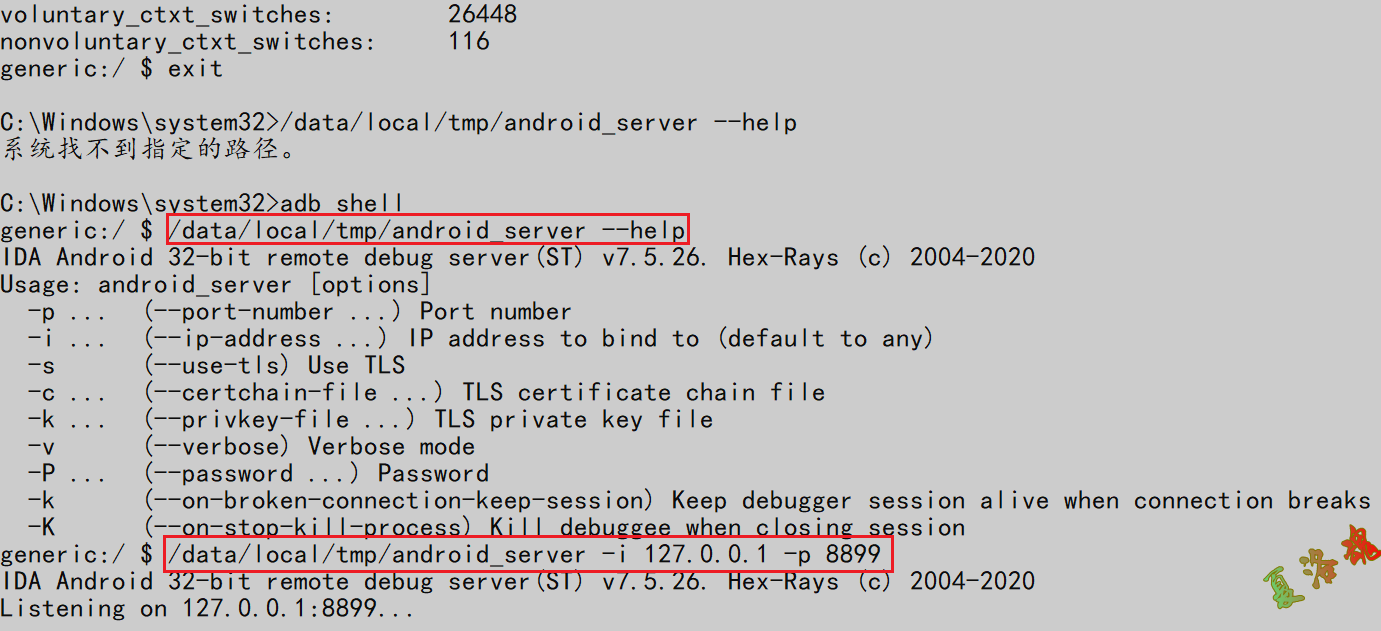 voluntary_ctxt_switches:        26448
nonvoluntary_ctxt_switches:     116
generic:/ $ exit
C:\Windows\system32>/data/local/tmp/android_server --help
系统找不到指定的路径。
C:\Windows\system32>adb shell
generic:/ $ /data/local/tmp/android_server --help
IDA Android 32-bit remote debug server(ST) v7.5.26. Hex-Rays (c) 2004-2020
Usage: android_server [options]
  -p ...  (--port-number ...) Port number
  -i ...  (--ip-address ...) IP address to bind to (default to any)
  -s      (--use-tls) Use TLS
  -c ...  (--certchain-file ...) TLS certificate chain file
  -k ...  (--privkey-file ...) TLS private key file
  -v      (--verbose) Verbose mode
  -P ...  (--password ...) Password
  -k      (--on-broken-connection-keep-session) Keep debugger session alive when connection breaks
  -K      (--on-stop-kill-process) Kill debuggee when closing session
generic:/ $ /data/local/tmp/android_server -i 127.0.0.1 -p 8899
IDA Android 32-bit remote debug server(ST) v7.5.26. Hex-Rays (c) 2004-2020
Listening on 127.0.0.1:8899...